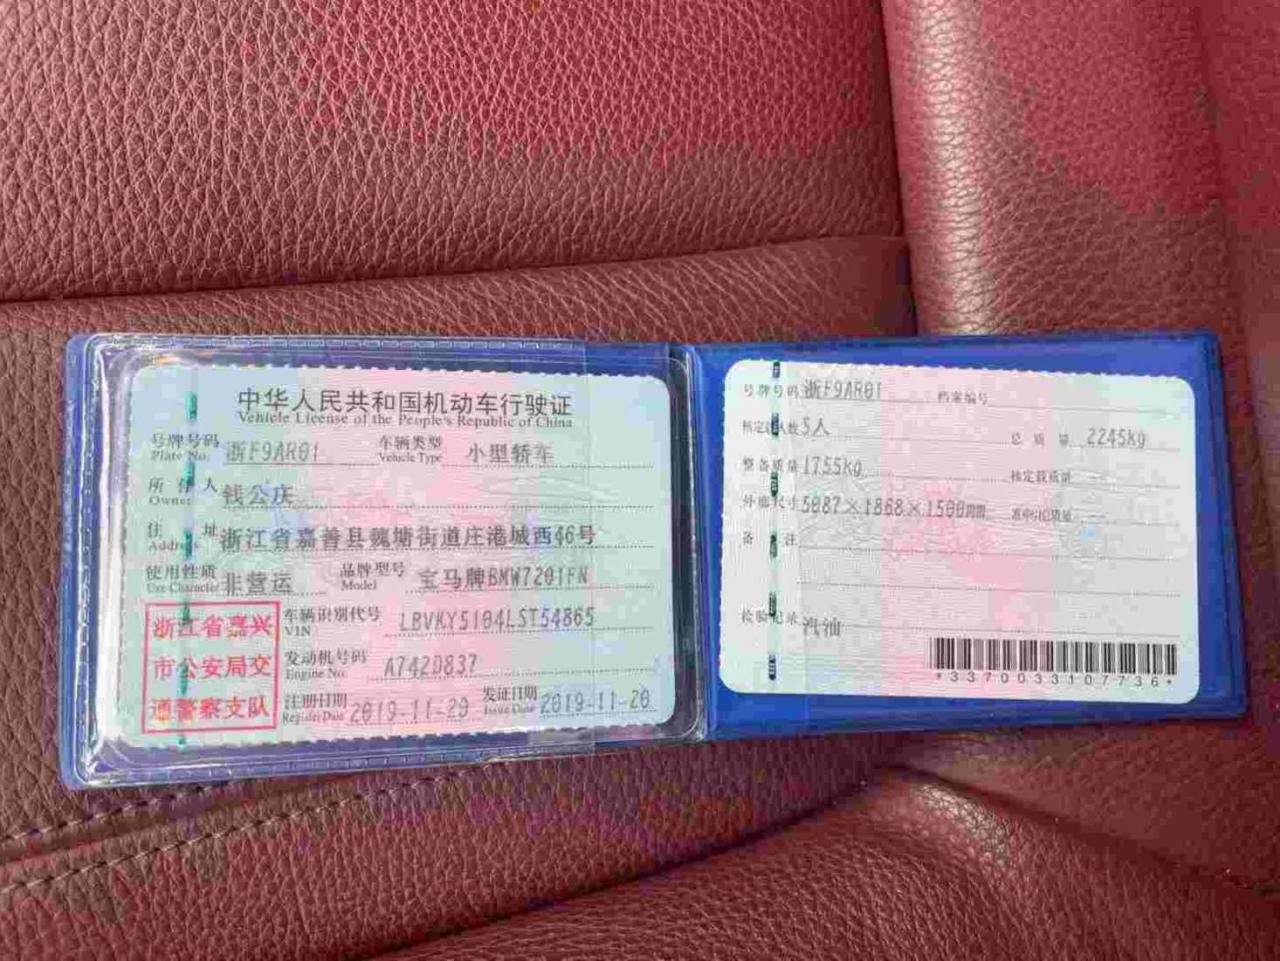 中华人民共和国机动车行驶证
Vehicle License of the People's Republic of China
号牌号码 浙F9AR01 车辆类型 小型轿车
Plate No. Vehicle Type
所有人 钱公庆
Owner
住址 浙江省嘉善县魏塘街道庄港城西46号
Address
使用性质 非营运 品牌型号 宝马牌BMW7201FN
Use Character Model
浙江省嘉兴
市公安局交
通警察支队
车辆识别代号 LBVKY5104LST54865
VIN
发动机号码 A742D837
Engine No.
注册日期 2019-11-20 发证日期 2019-11-20
Register Date Issue Date
号牌号码 浙F9AR01 档案编号
核定载人数 5人 总质量 2245kg
整备质量 1755kg 核定载质量 --
外廓尺寸 5087×1868×1500mm 准牵引总质量 --
备注
检验记录 汽油
*3370033107736*